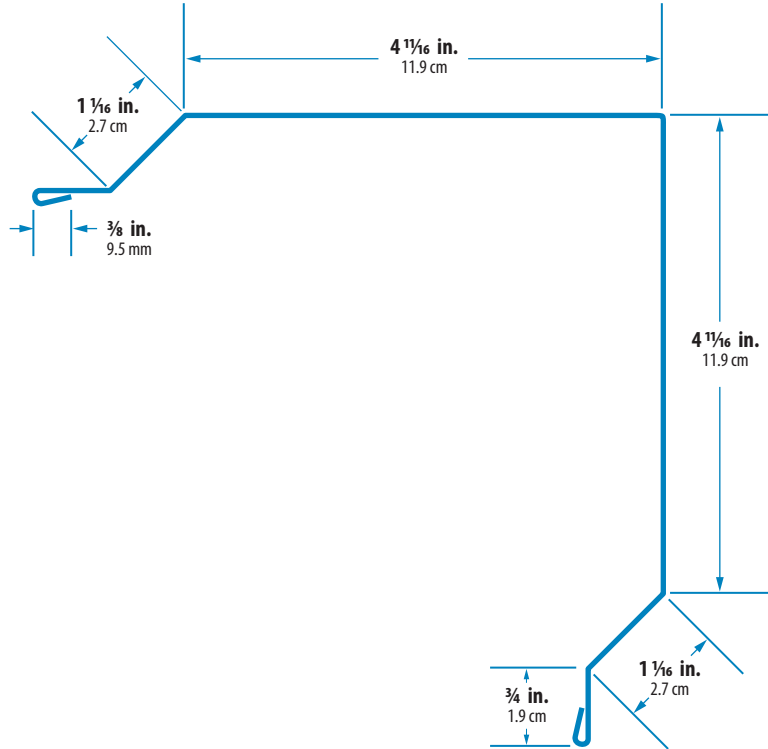 4 11⁄16 in.
11.9 cm
1 1⁄16 in.
2.7 cm
3⁄8 in.
9.5 mm
4 11⁄16 in.
11.9 cm
1 1⁄16 in.
2.7 cm
3⁄4 in.
1.9 cm